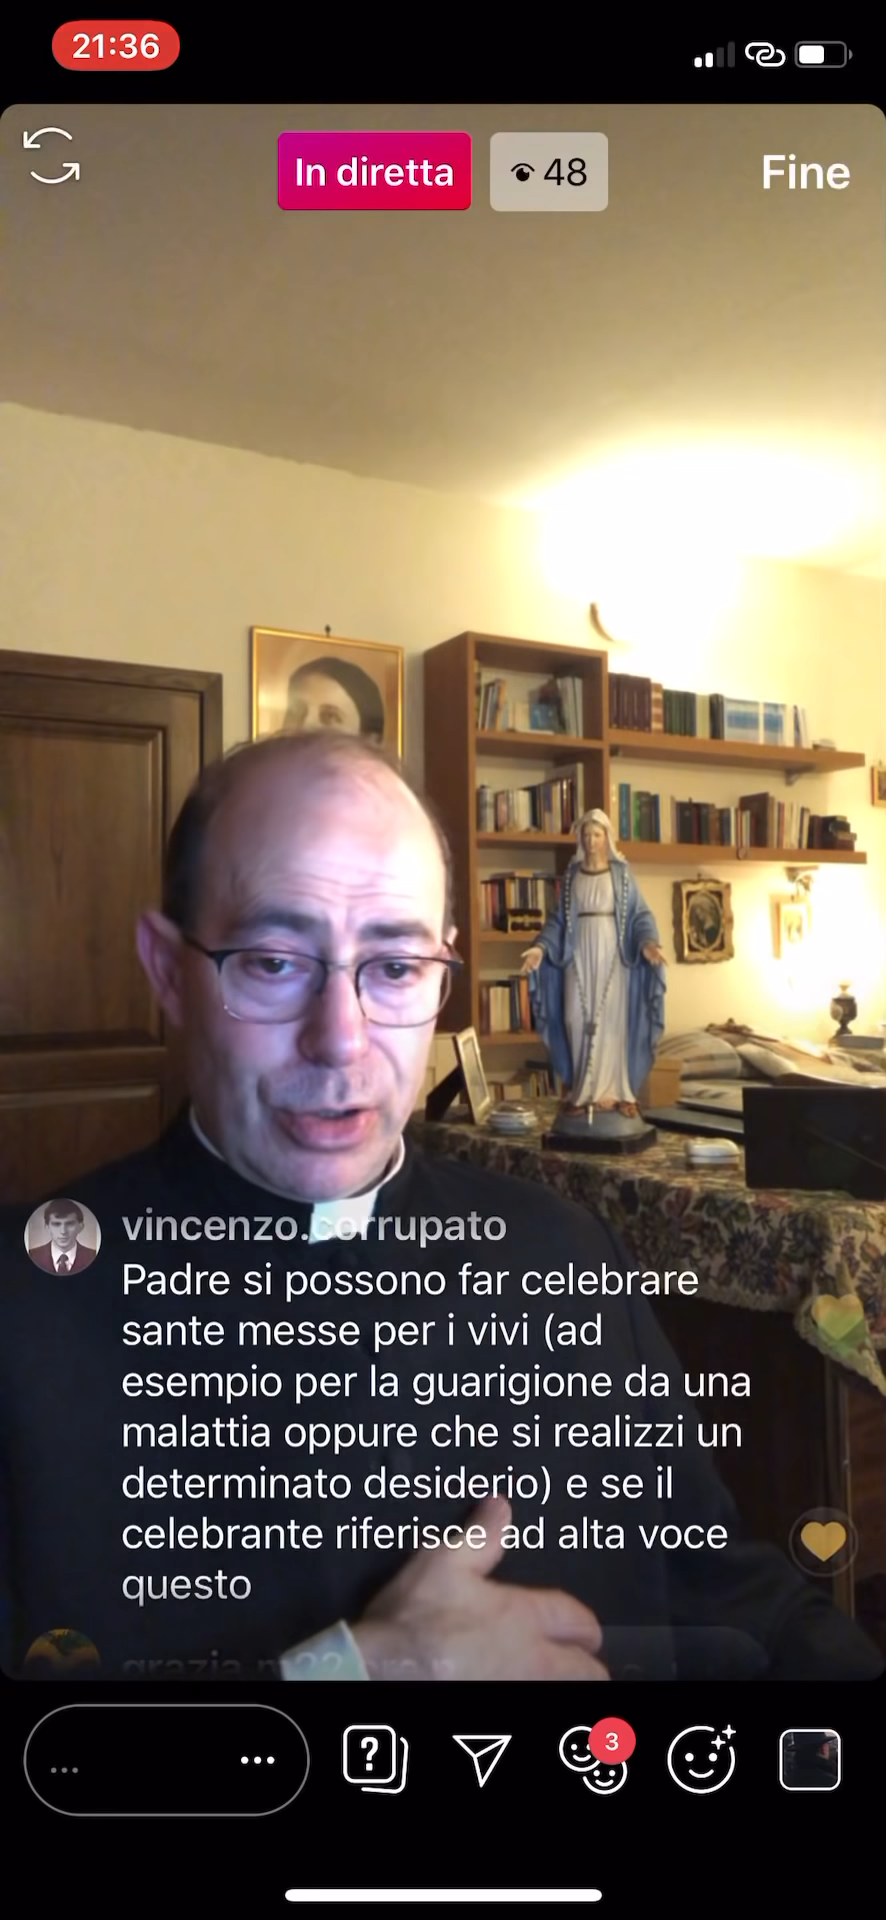 21:36
In diretta
48
Fine
vincenzo.corrupato
Padre si possono far celebrare
sante messe per i vivi (ad
esempio per la guarigione da una
malattia oppure che si realizzi un
determinato desiderio) e se il
celebrante riferisce ad alta voce
questo
...
?
3